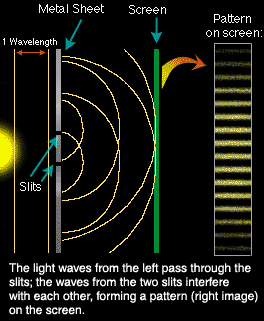 Metal Sheet
Screen
Pattern
on screen:
1 Wavelength
Slits
The light waves from the left pass through the
slits; the waves from the two slits interfere
with each other, forming a pattern (right image)
on the screen.